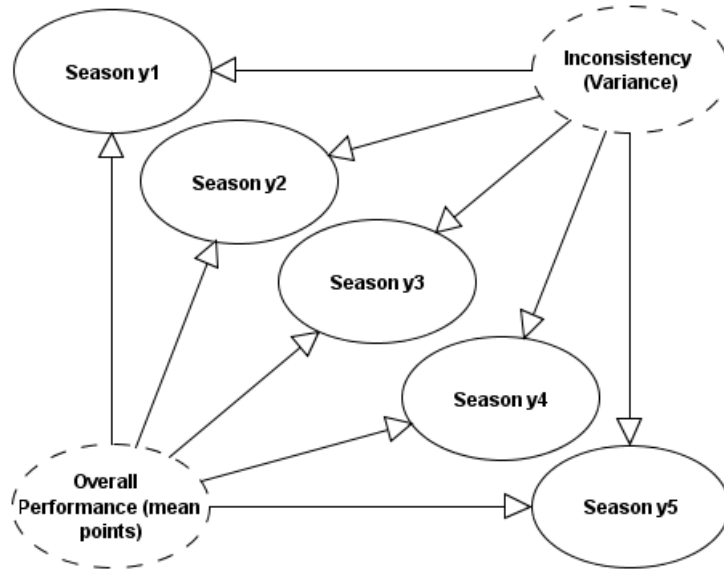 Season y1
Inconsistency
(Variance)
Season y2
Season y3
Season y4
Overall
Performance (mean
points)
Season y5